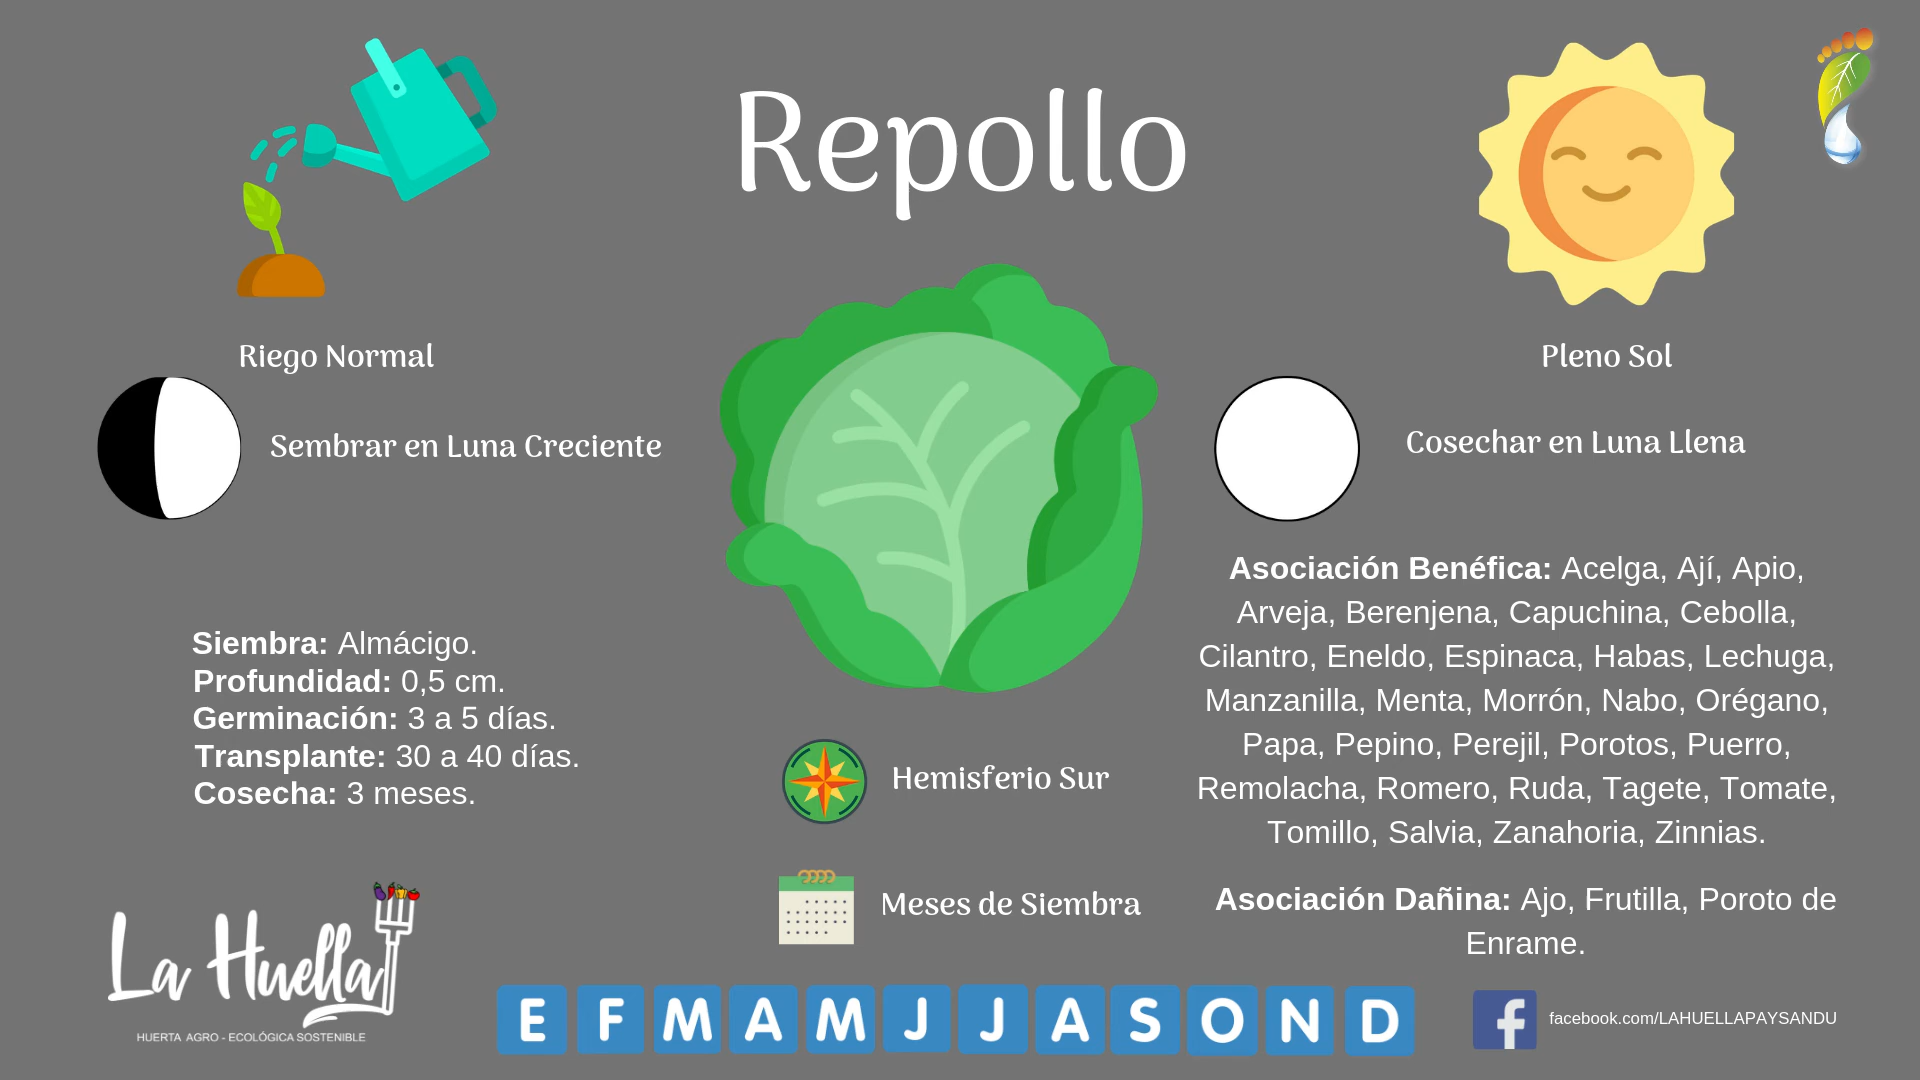 Repollo
Riego Normal
Pleno Sol
Sembrar en Luna Creciente
Cosechar en Luna Llena
Siembra: Almácigo.
Profundidad: 0,5 cm.
Germinación: 3 a 5 días.
Transplante: 30 a 40 días.
Cosecha: 3 meses.
Asociación Benéfica: Acelga, Ají, Apio,
Arveja, Berenjena, Capuchina, Cebolla,
Cilantro, Eneldo, Espinaca, Habas, Lechuga,
Manzanilla, Menta, Morrón, Nabo, Orégano,
Papa, Pepino, Perejil, Porotos, Puerro,
Remolacha, Romero, Ruda, Tagete, Tomate,
Tomillo, Salvia, Zanahoria, Zinnias.
Asociación Dañina: Ajo, Frutilla, Poroto de
Enrame.
Hemisferio Sur
Meses de Siembra
E F M A M J J A S O N D
La Huella
HUERTA AGRO - ECOLÓGICA SOSTENIBLE
facebook.com/LAHUELLAPAYSANDU